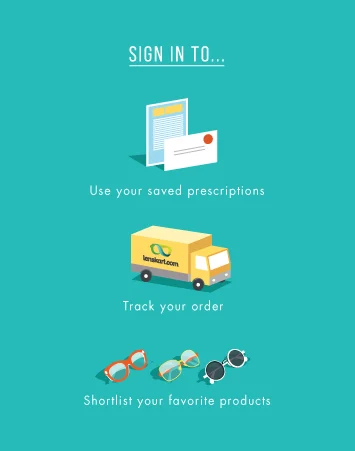 SIGN IN TO...
Use your saved prescriptions
lenskart.com
Track your order
Shortlist your favorite products